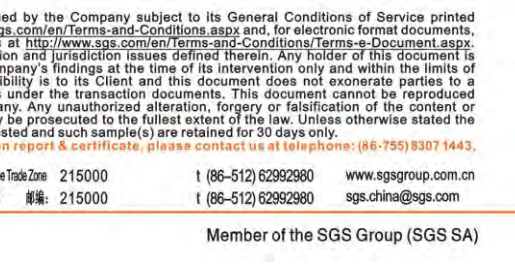 ed by the Company subject to its General Conditions of Service printed
gs.com/en/Terms-and-Conditions.aspx and, for electronic format documents,
s at http://www.sgs.com/en/Terms-and-Conditions/Terms-e-Document.aspx.
ion and jurisdiction issues defined therein. Any holder of this document is
mpany's findings at the time of its intervention only and within the limits of
ibility is to its Client and this document does not exonerate parties to a
s under the transaction documents. This document cannot be reproduced
any. Any unauthorized alteration, forgery or falsification of the content or
y be prosecuted to the fullest extent of the law. Unless otherwise stated the
ested and such sample(s) are retained for 30 days only.
on report & certificate, please contact us at telephone: (86-755) 8307 1443,
e Trade Zone 215000 t (86-512) 62992980 www.sgsgroup.com.cn
邮编: 215000 t (86-512) 62992980 sgs.china@sgs.com
Member of the SGS Group (SGS SA)